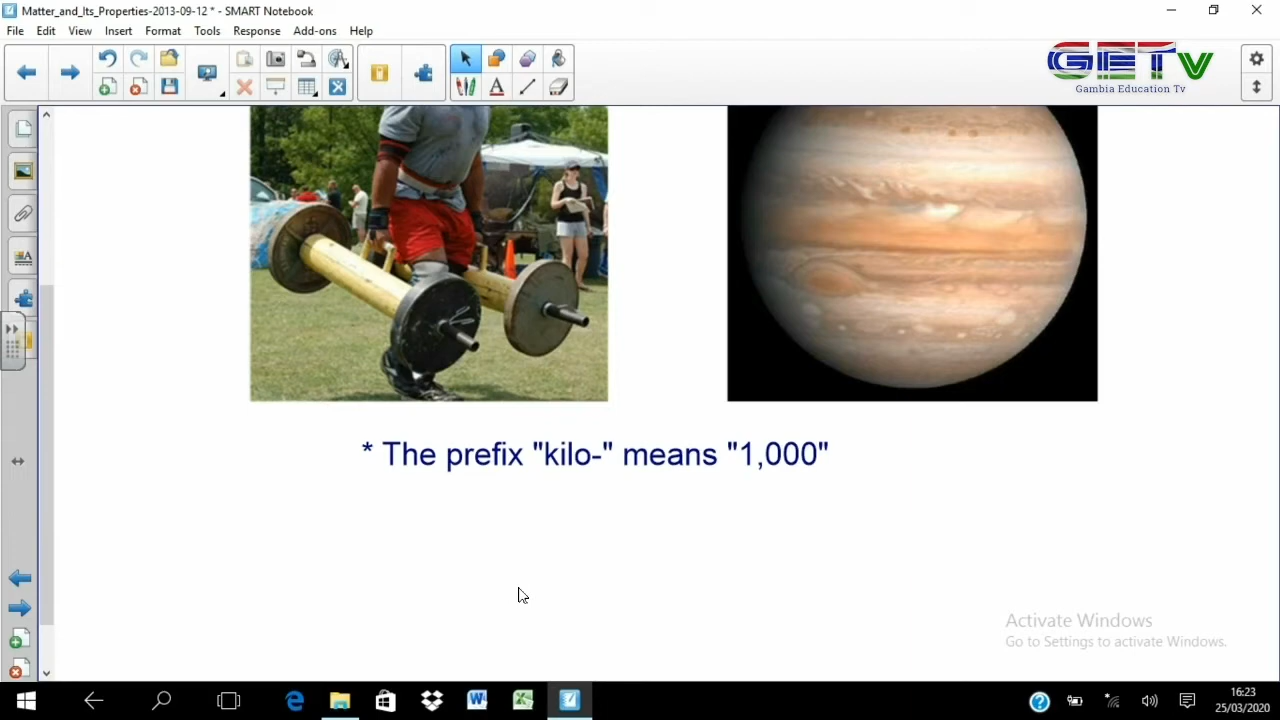 Matter_and_Its_Properties-2013-09-12 * - SMART Notebook
File Edit View Insert Format Tools Response Add-ons Help
GETV
Gambia Education Tv
* The prefix "kilo-" means "1,000"
Activate Windows
Go to Settings to activate Windows.
16:23
25/03/2020